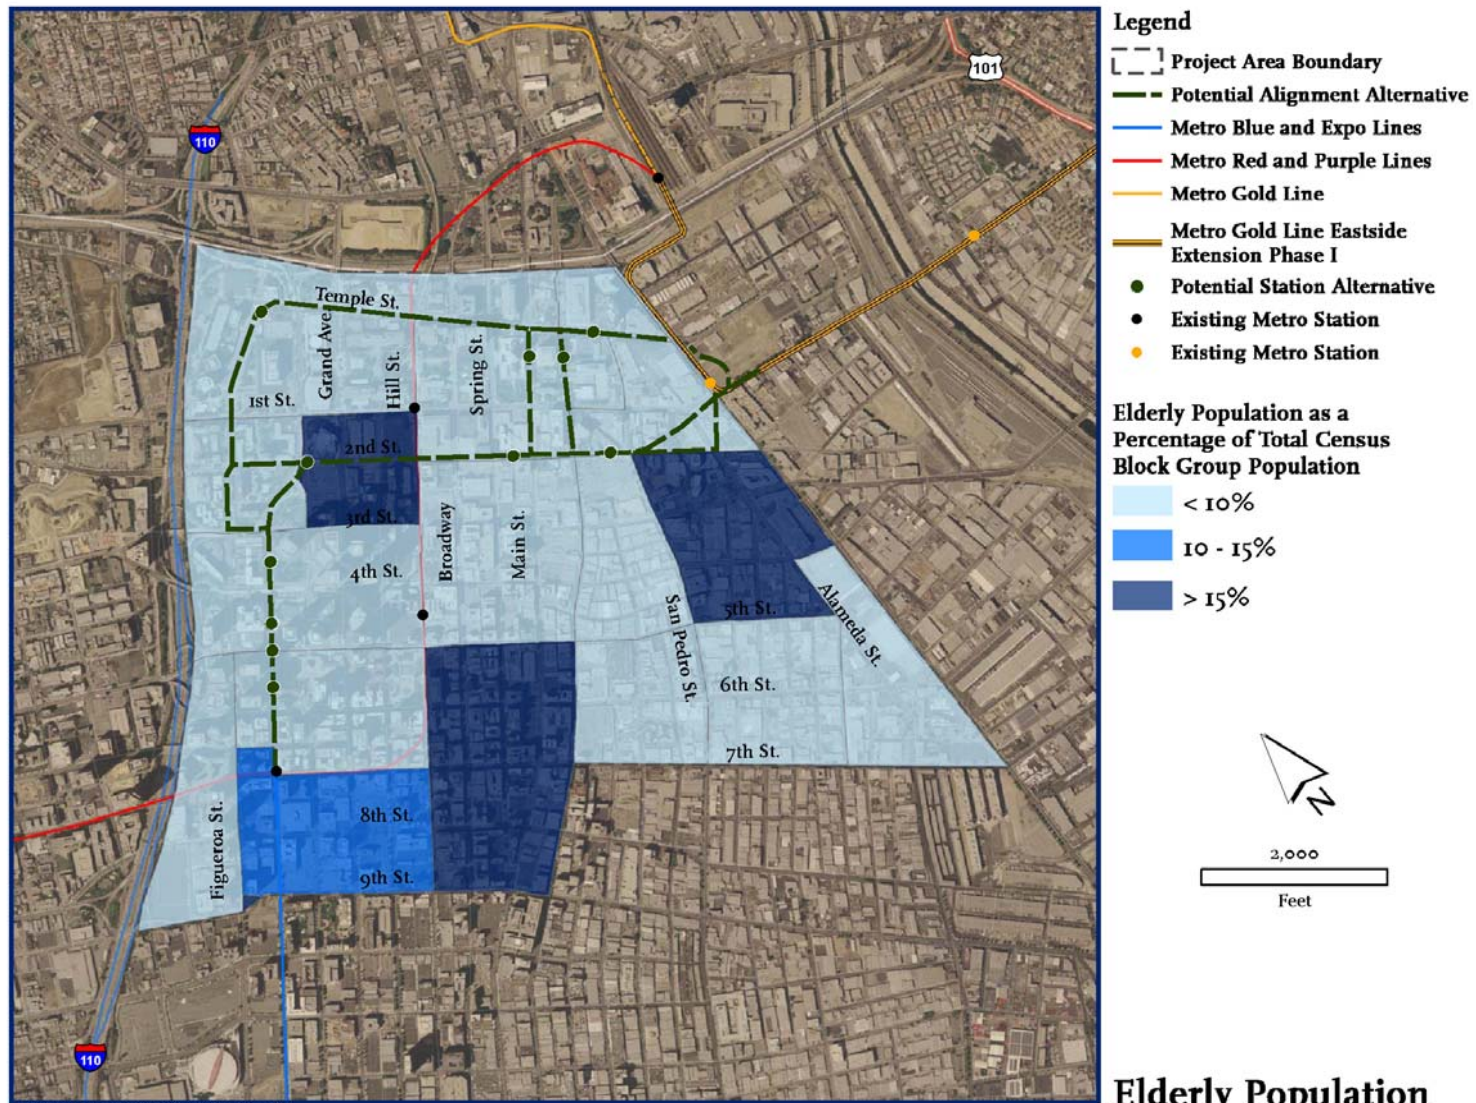 110
101
Temple St.
Grand Ave.
Hill St.
Spring St.
1st St.
2nd St.
3rd St.
4th St.
Broadway
Main St.
San Pedro St.
5th St.
Alameda St.
6th St.
7th St.
Figueroa St.
8th St.
9th St.
110
Legend
Project Area Boundary
Potential Alignment Alternative
Metro Blue and Expo Lines
Metro Red and Purple Lines
Metro Gold Line
Metro Gold Line Eastside
Extension Phase I
Potential Station Alternative
Existing Metro Station
Existing Metro Station
Elderly Population as a
Percentage of Total Census
Block Group Population
< 10%
10 - 15%
> 15%
N
2,000
Feet
Elderly Population